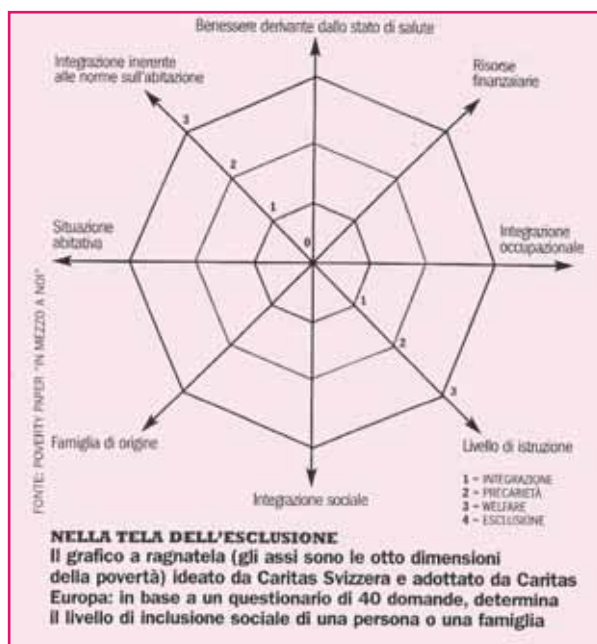 Benessere derivante dallo stato di salute
Integrazione inerente
alle norme sull'abitazione
Risorse
finanzaiarie
3
2
1
0
Situazione
abitativa
Integrazione
occupazionale
1
2
3
Famiglia di origine
Livello di istruzione
Integrazione sociale
1 - INTEGRAZIONE
2 - PRECARIETÀ
3 - WELFARE
4 - ESCLUSIONE
FONTE: POVERTY PAPER "IN MEZZO A NOI"
NELLA TELA DELL'ESCLUSIONE
Il grafico a ragnatela (gli assi sono le otto dimensioni
della povertà) ideato da Caritas Svizzera e adottato da Caritas
Europa: in base a un questionario di 40 domande, determina
il livello di inclusione sociale di una persona o una famiglia